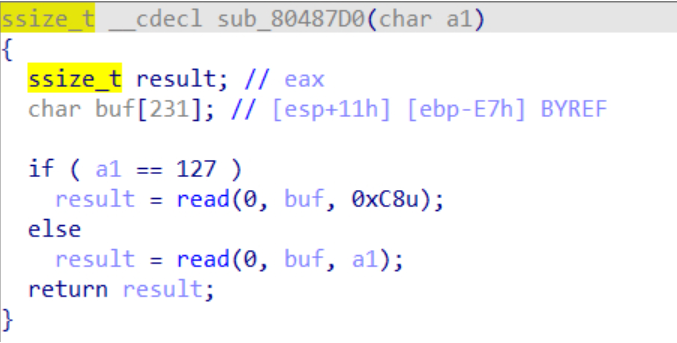 ssize_t __cdecl sub_80487D0(char a1)
{
ssize_t result; // eax
char buf[231]; // [esp+11h] [ebp-E7h] BYREF
if ( a1 == 127 )
result = read(0, buf, 0xC8u);
else
result = read(0, buf, a1);
return result;
}